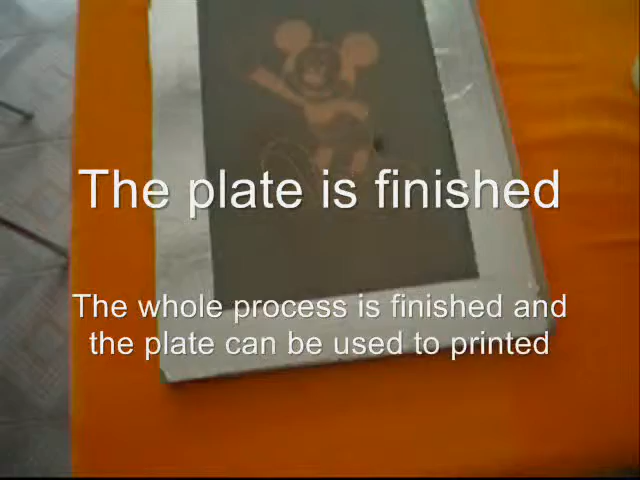 The plate is finished
The whole process is finished and
the plate can be used to printed